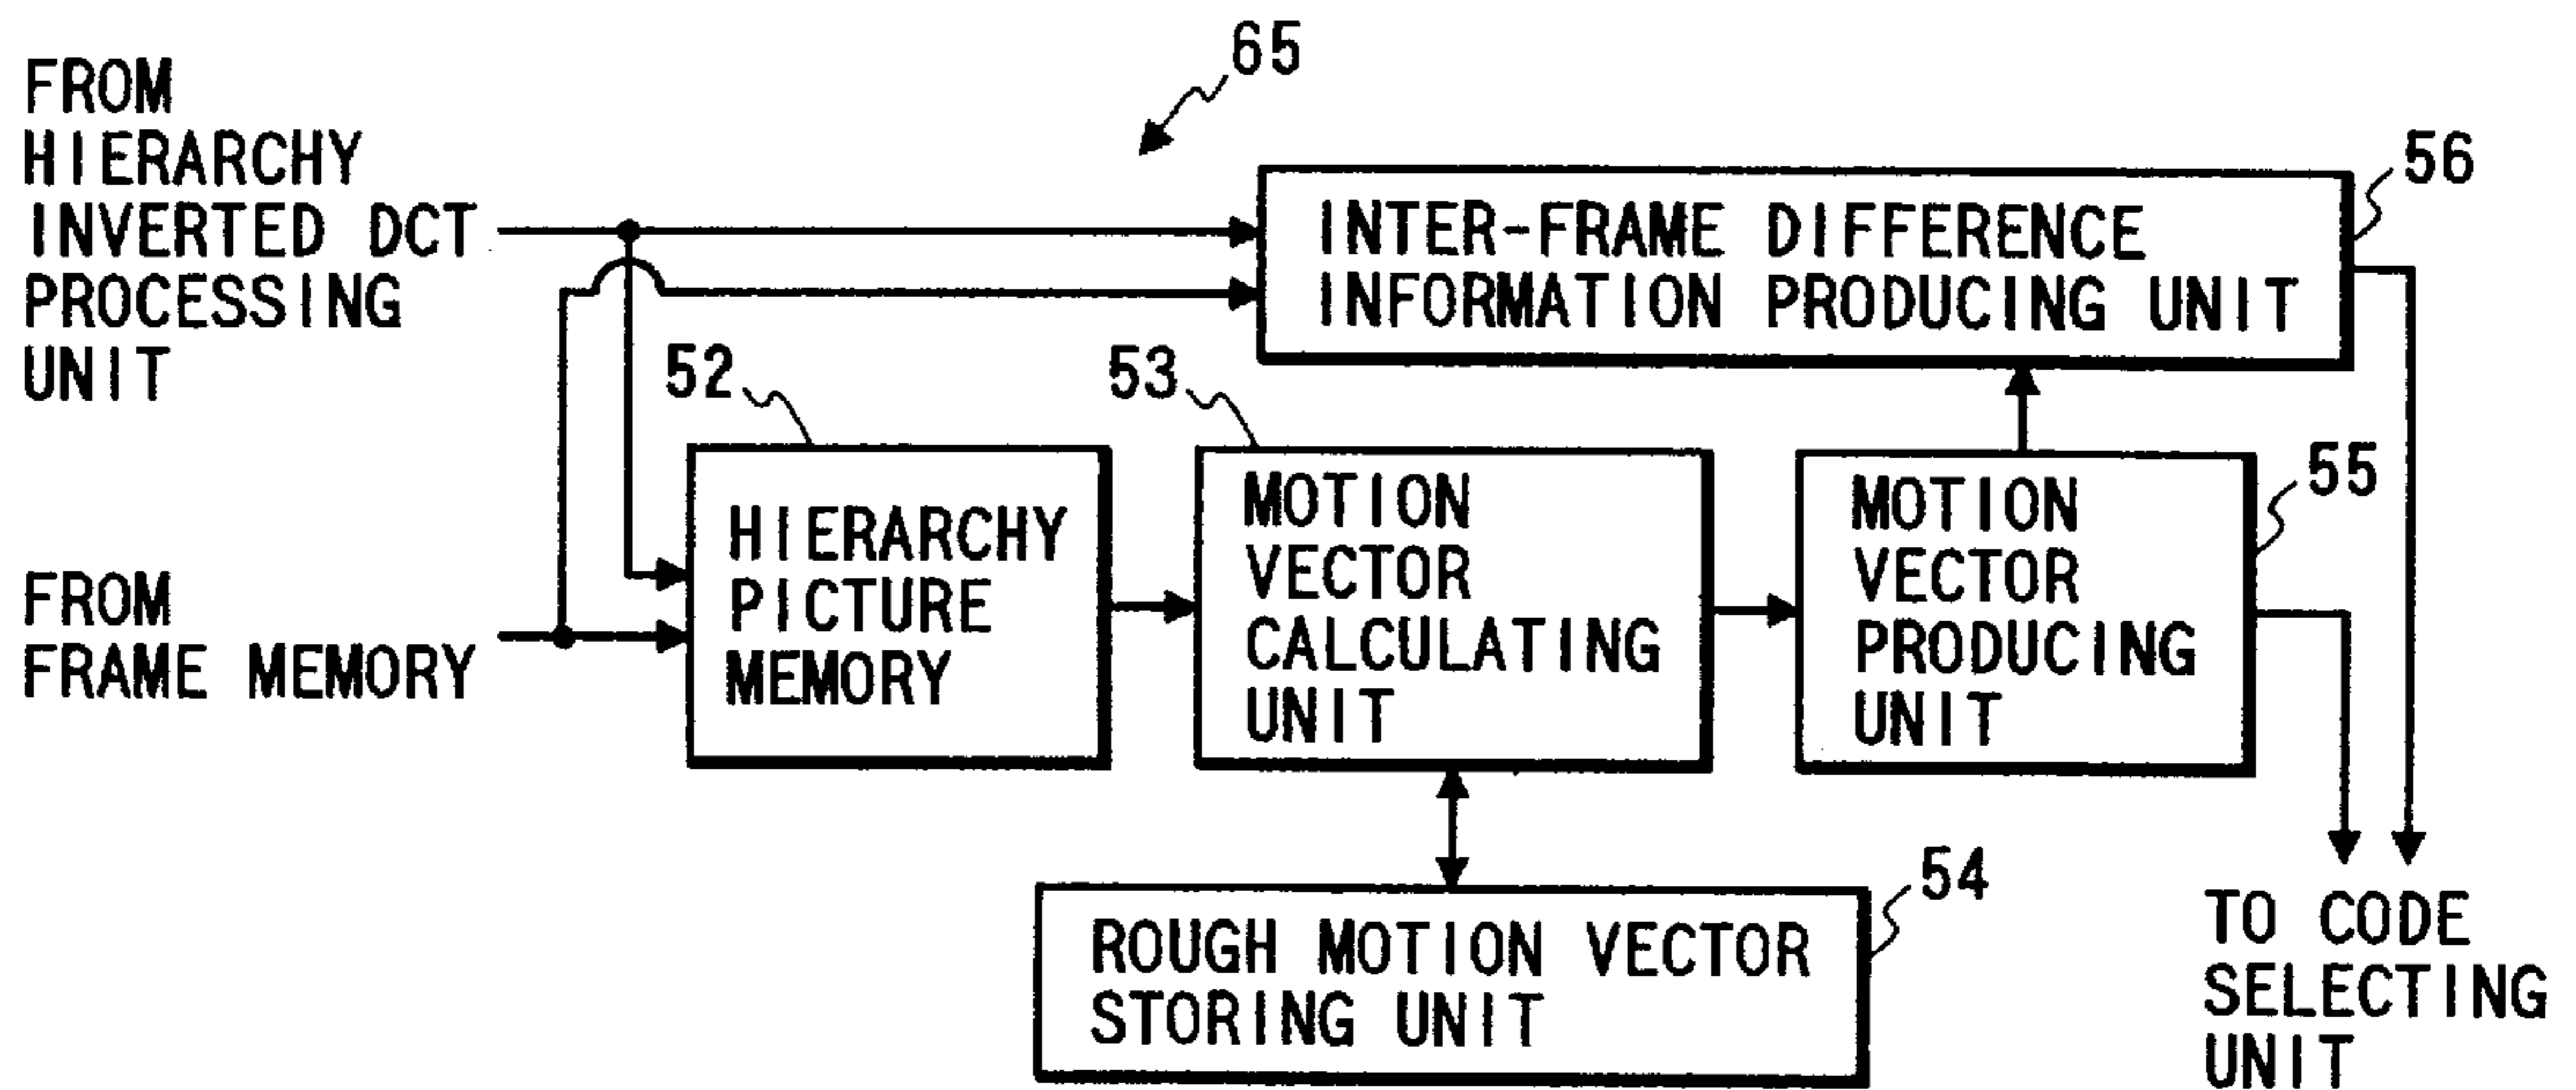 65
FROM
HIERARCHY
INVERTED DCT
PROCESSING
UNIT
56
INTER-FRAME DIFFERENCE
INFORMATION PRODUCING UNIT
52
HIERARCHY
PICTURE
MEMORY
53
MOTION
VECTOR
CALCULATING
UNIT
55
MOTION
VECTOR
PRODUCING
UNIT
FROM
FRAME MEMORY
54
ROUGH MOTION VECTOR
STORING UNIT
TO CODE
SELECTING
UNIT